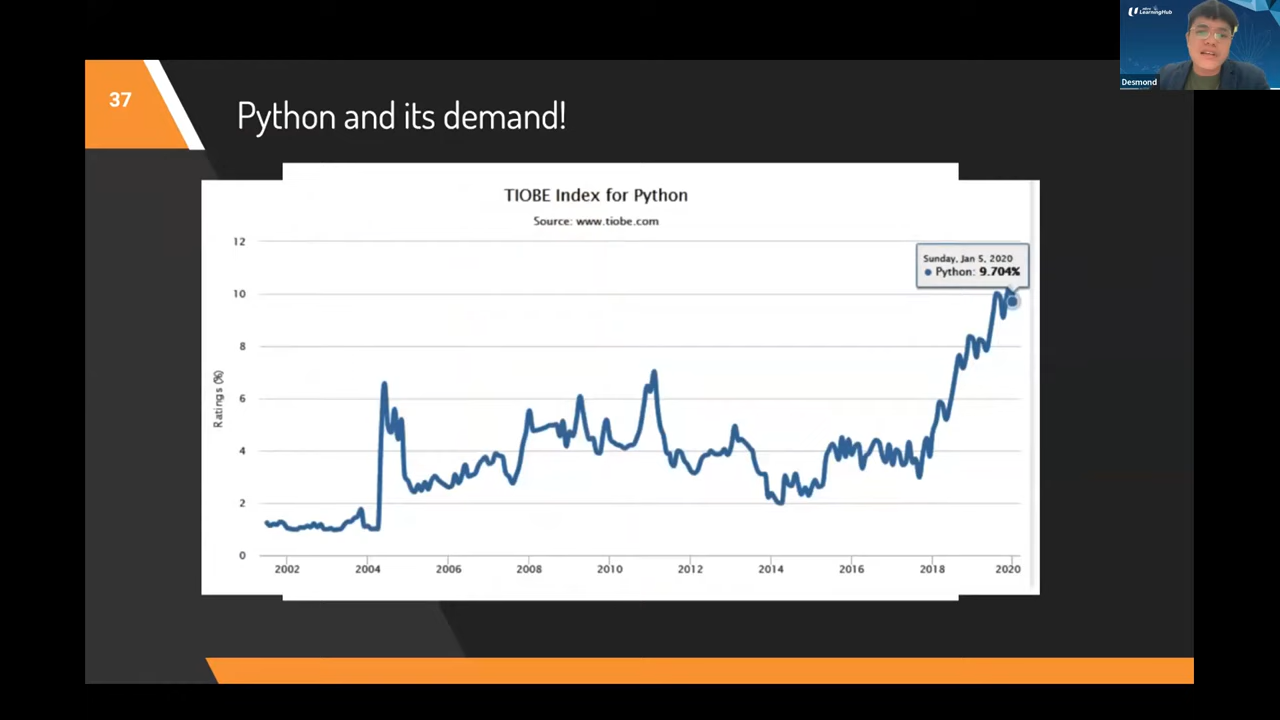 37
Python and its demand!
LearningHub
Desmond
TIOBE Index for Python
Source: www.tiobe.com
Sunday, Jan 5, 2020
Python: 9.704%
Ratings (%)
12
10
8
6
4
2
0
2002 2004 2006 2008 2010 2012 2014 2016 2018 2020